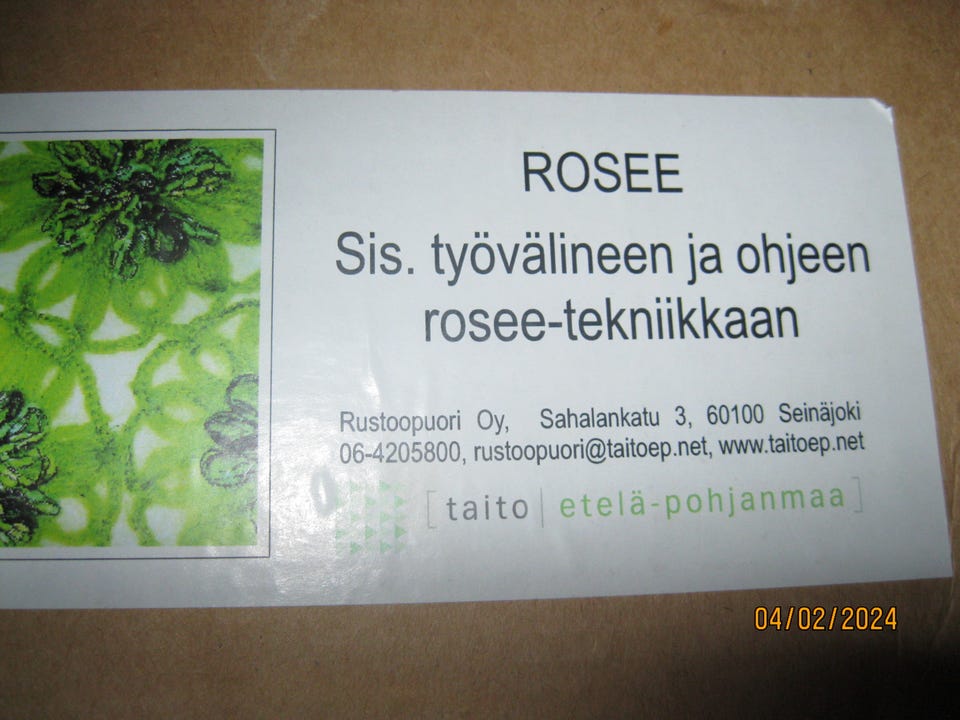 ROSEE
Sis. työvälineen ja ohjeen
rosee-tekniikkaan
Rustoopuori Oy, Sahalankatu 3, 60100 Seinäjoki
06-4205800, rustoopuori@taitoep.net, www.taitoep.net
[taito|etelä-pohjanmaa]
04/02/2024